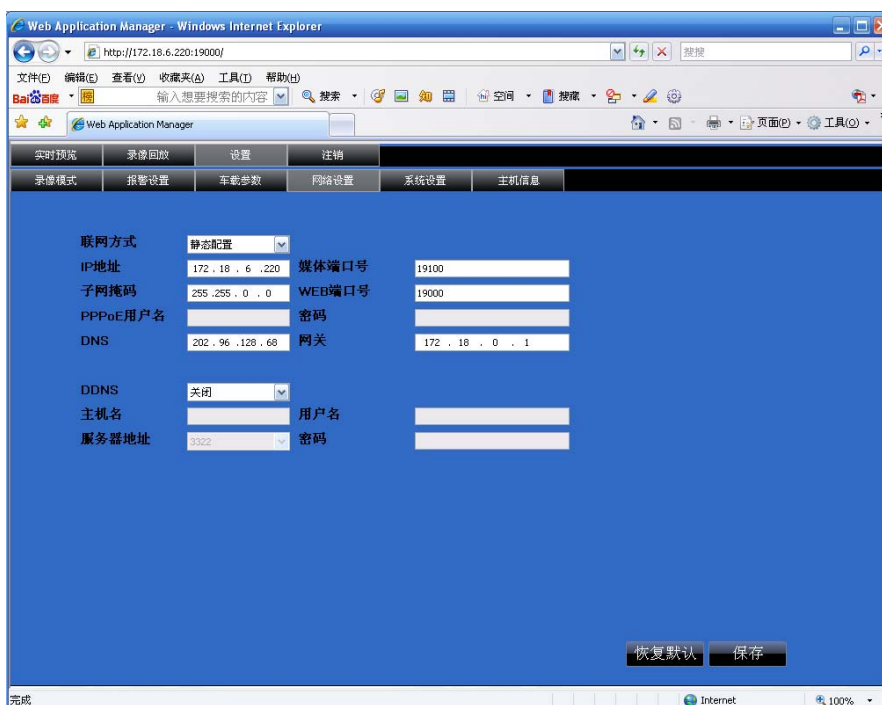 Web Application Manager - Windows Internet Explorer
http://172.18.6.220:19000/ 搜搜
文件(F) 编辑(E) 查看(V) 收藏夹(A) 工具(T) 帮助(H)
Bai百度 输入想要搜索的内容 搜索 空间 搜藏
Web Application Manager 页面(P) 工具(O)
实时预览 录像回放 设置 注销
录像模式 报警设置 车载参数 网络设置 系统设置 主机信息
联网方式 静态配置
IP地址 172 . 18 . 6 .220 媒体端口号 19100
子网掩码 255 .255 . 0 . 0 WEB端口号 19000
PPPoE用户名 密码
DNS 202 . 96 .128 . 68 网关 172 . 18 . 0 . 1
DDNS 关闭
主机名 用户名
服务器地址 3322 密码
恢复默认 保存
完成 Internet 100%